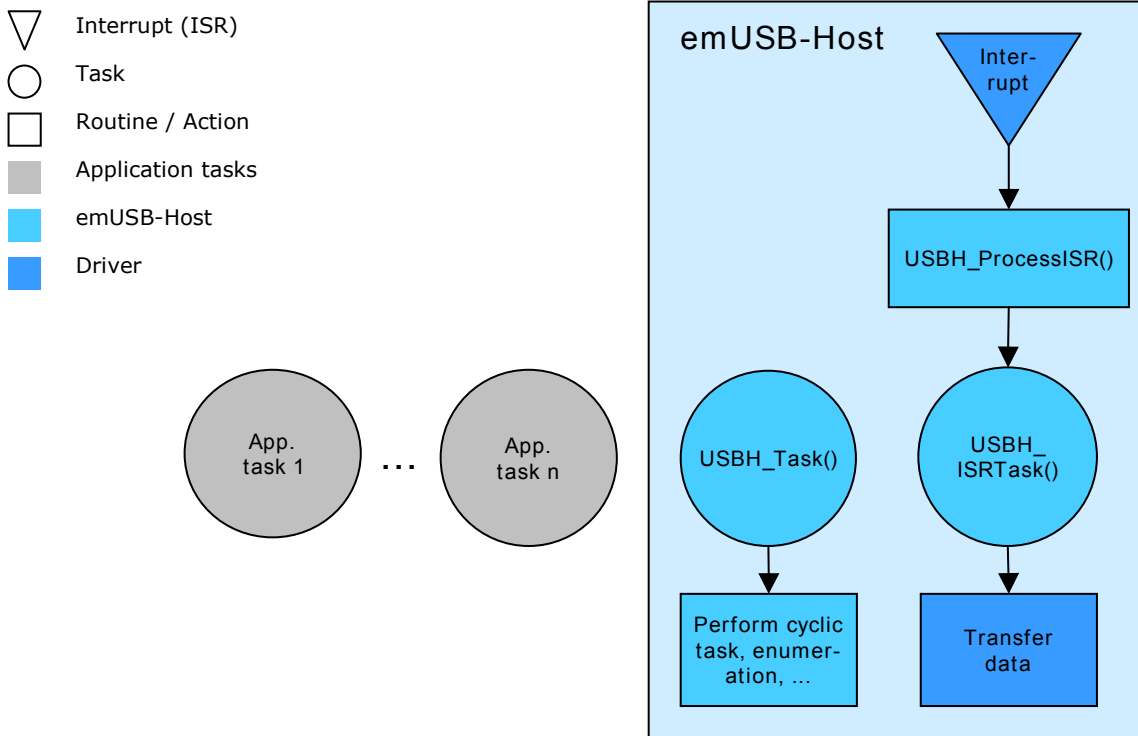 Interrupt (ISR)
Task
Routine / Action
Application tasks
emUSB-Host
Driver
emUSB-Host
Inter-
rupt
USBH_ProcessISR()
App.
task 1
...
App.
task n
USBH_Task()
USBH_
ISRTask()
Perform cyclic
task, enumer-
ation, ...
Transfer
data